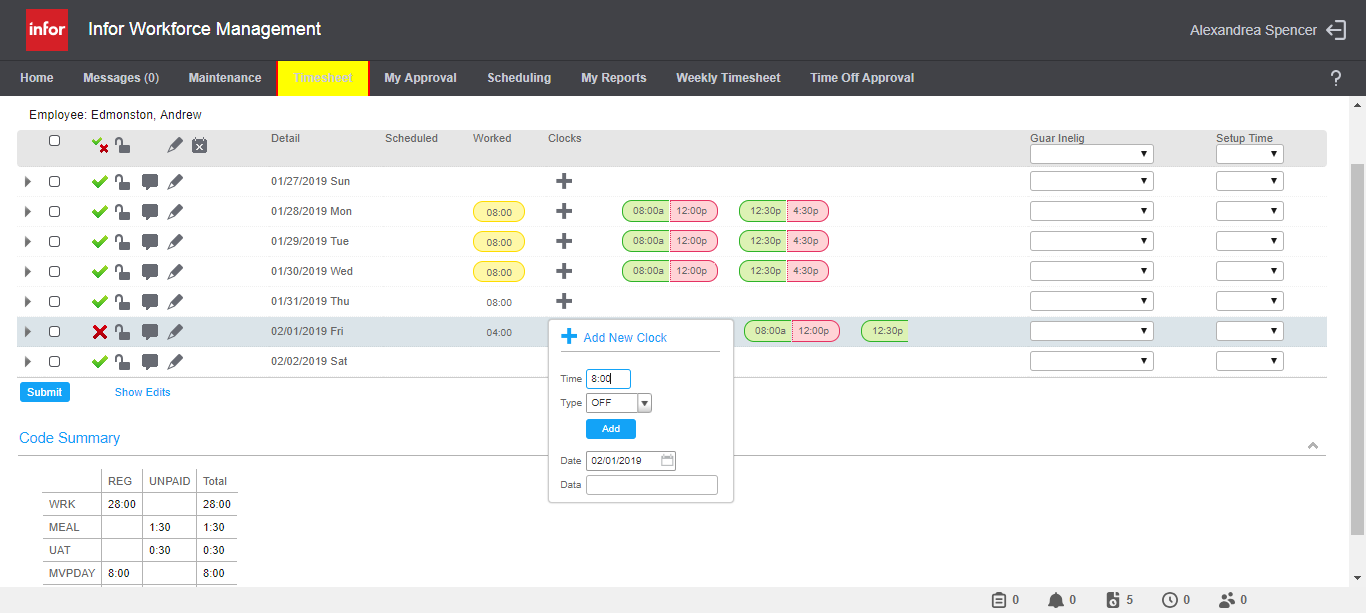 infor Infor Workforce Management Alexandrea Spencer
Home Messages (0) Maintenance Timesheet My Approval Scheduling My Reports Weekly Timesheet Time Off Approval ?
Employee: Edmonston, Andrew
Detail Scheduled Worked Clocks Guar Inelig Setup Time
01/27/2019 Sun
01/28/2019 Mon 08:00 08:00a 12:00p 12:30p 4:30p
01/29/2019 Tue 08:00 08:00a 12:00p 12:30p 4:30p
01/30/2019 Wed 08:00 08:00a 12:00p 12:30p 4:30p
01/31/2019 Thu 08:00
02/01/2019 Fri 04:00 08:00a 12:00p 12:30p
02/02/2019 Sat
Add New Clock
Time 8:00
Type OFF
Add
Date 02/01/2019
Data
Submit Show Edits
Code Summary
REG UNPAID Total
WRK 28:00 28:00
MEAL 1:30 1:30
UAT 0:30 0:30
MVPDAY 8:00 8:00
0 0 5 0 0